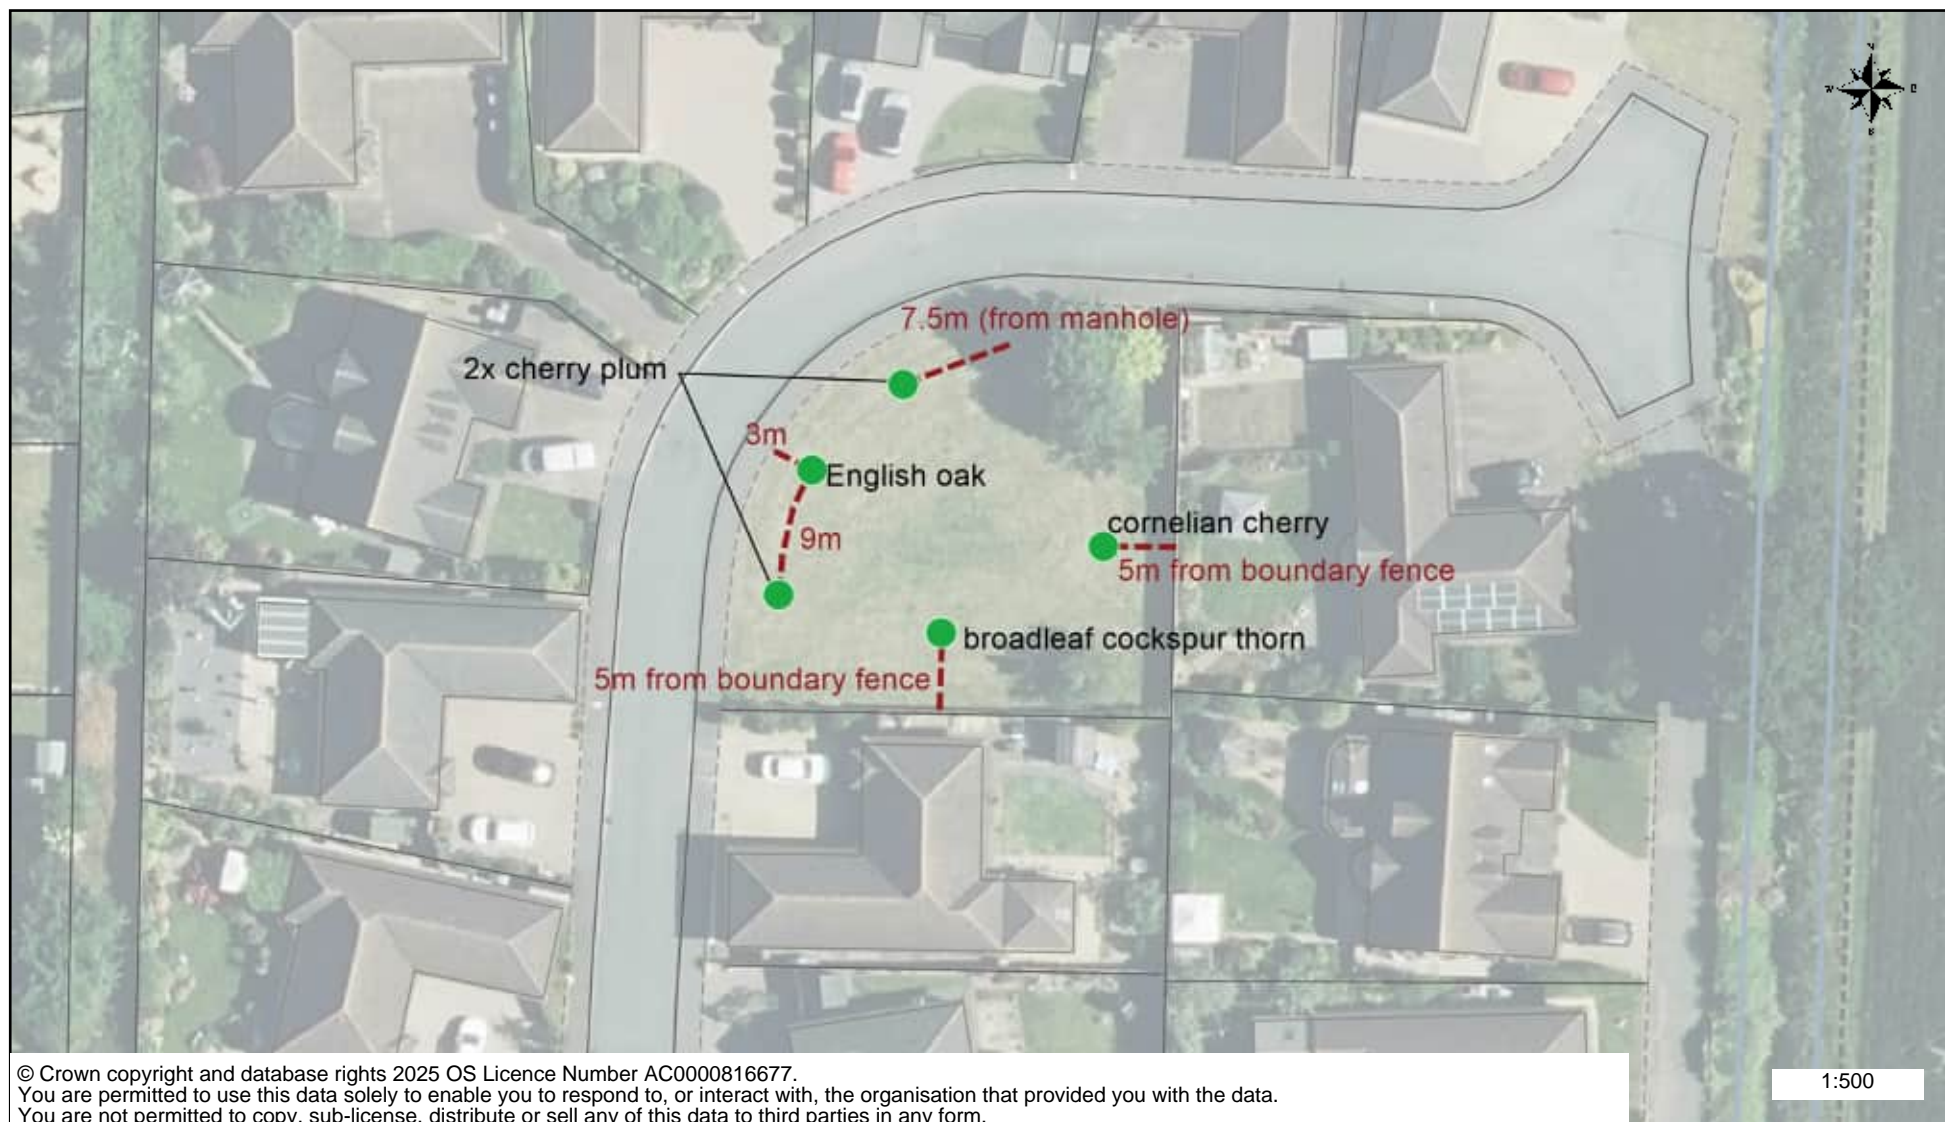 7.5m (from manhole)
2x cherry plum
3m
English oak
9m
cornelian cherry
5m from boundary fence
broadleaf cockspur thorn
5m from boundary fence
© Crown copyright and database rights 2025 OS Licence Number AC0000816677.
You are permitted to use this data solely to enable you to respond to, or interact with, the organisation that provided you with the data.
You are not permitted to copy, sub-license, distribute or sell any of this data to third parties in any form.
1:500